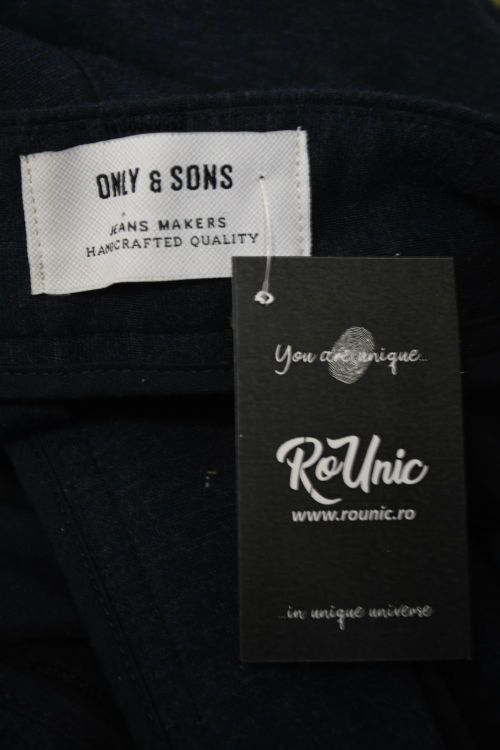 ONLY & SONS
JEANS MAKERS
HANDCRAFTED QUALITY
You are unique...
RoUnic
www.rounic.ro
...in unique universe